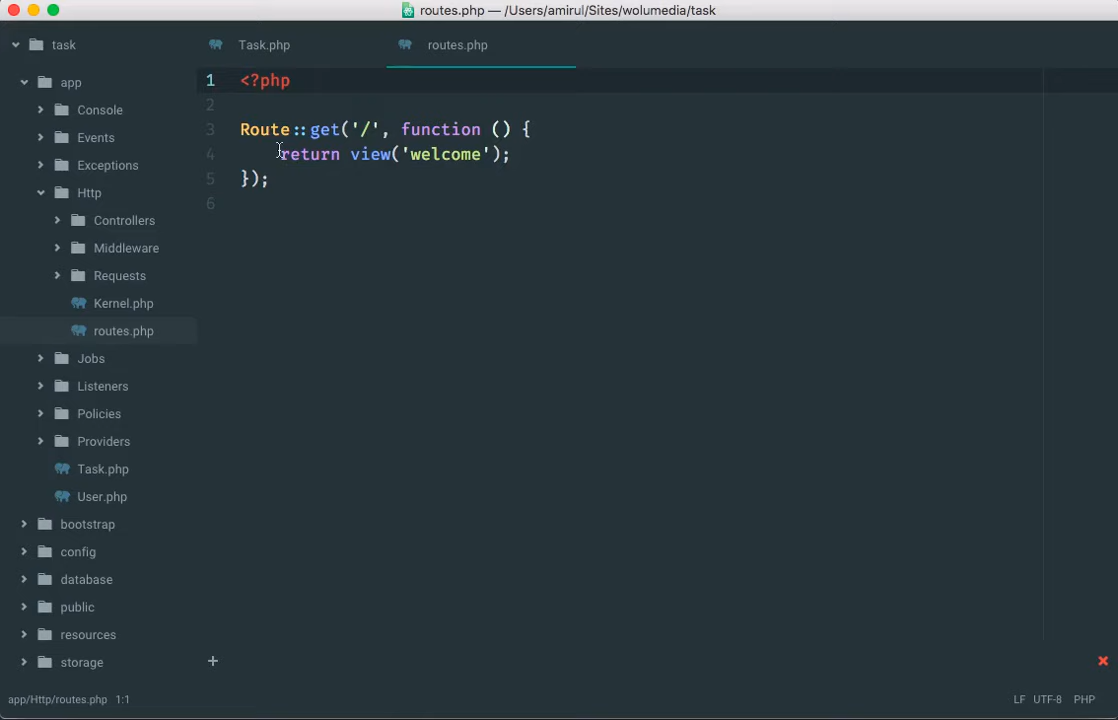 routes.php — /Users/amirul/Sites/wolumedia/task
task
Task.php
routes.php
app
Console
Events
Exceptions
Http
Controllers
Middleware
Requests
Kernel.php
routes.php
Jobs
Listeners
Policies
Providers
Task.php
User.php
bootstrap
config
database
public
resources
storage
1 <?php
2
3 Route::get('/', function () {
4 return view('welcome');
5 });
6
+
app/Http/routes.php 1:1
LF UTF-8 PHP